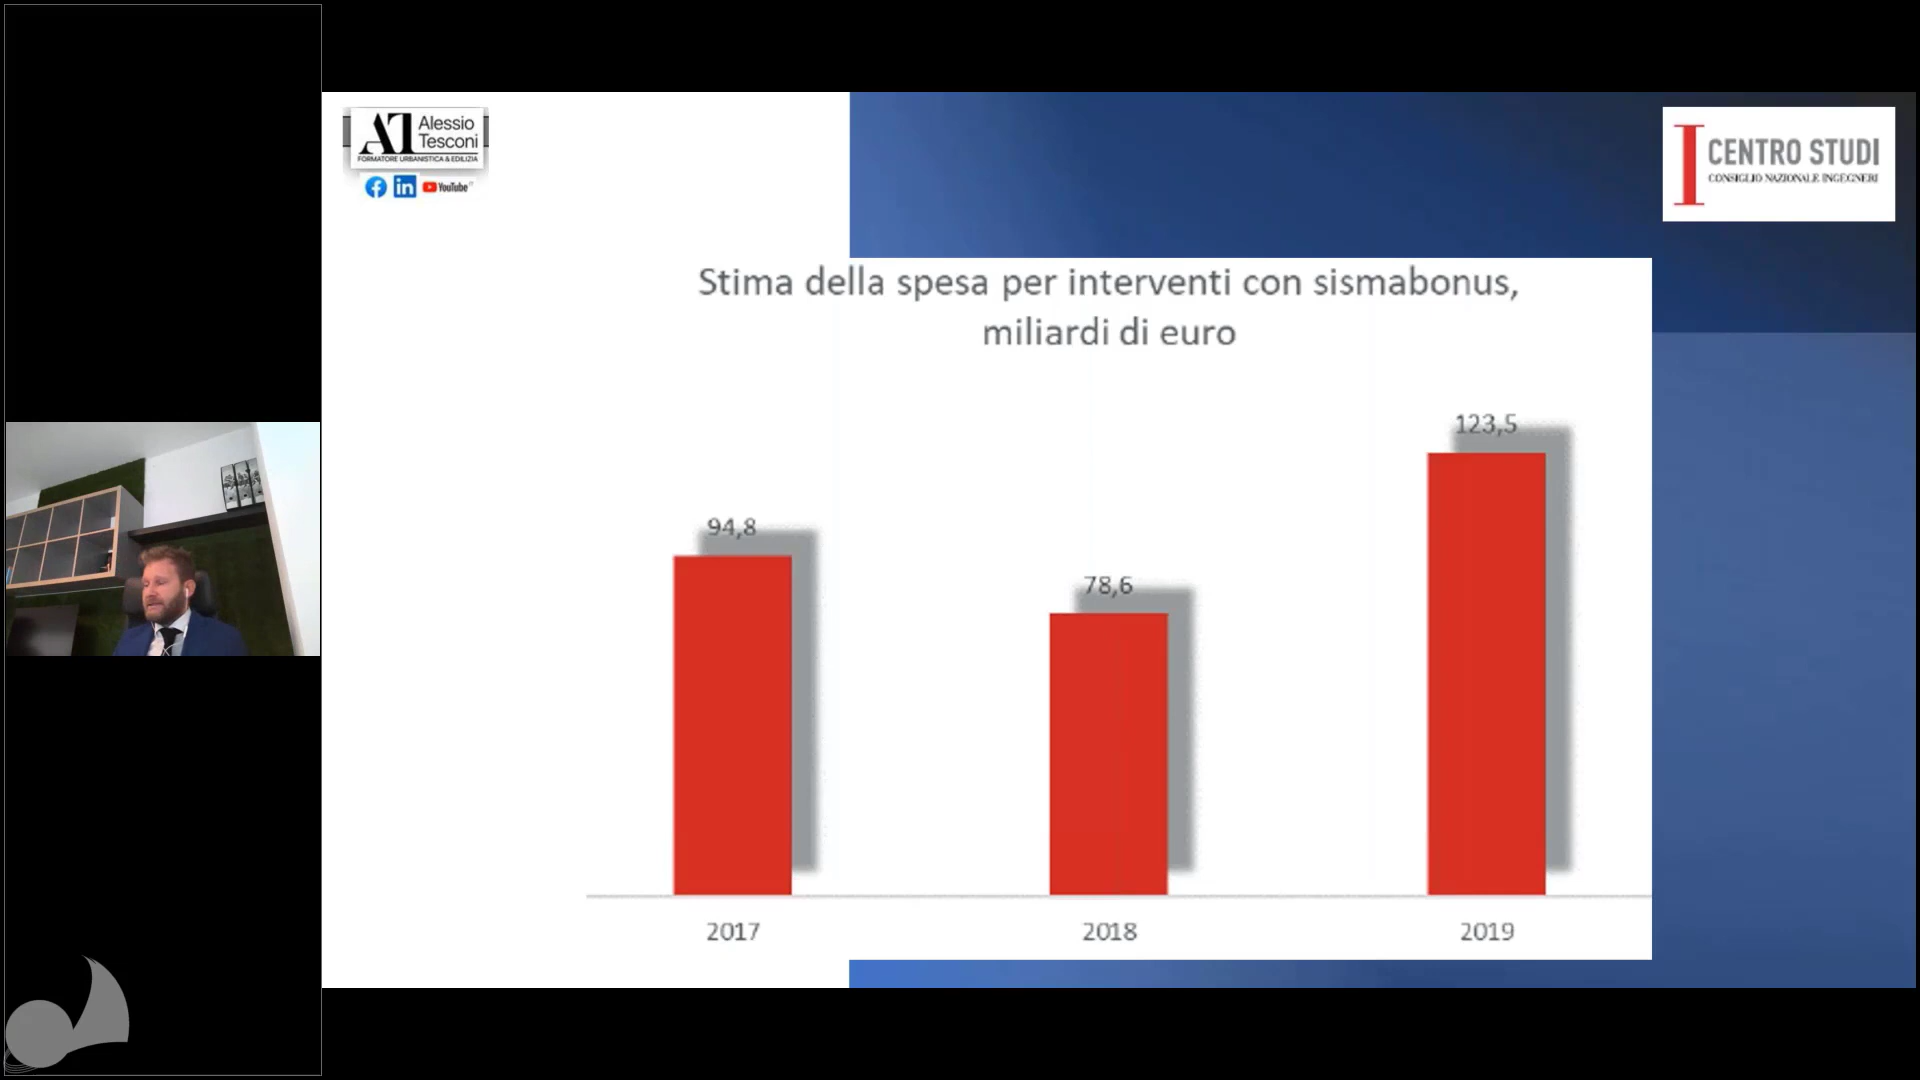 Alessio
Tesconi
FORMATORE URBANISTICA & EDILIZIA
YouTube
CENTRO STUDI
CONSIGLIO NAZIONALE INGEGNERI
Stima della spesa per interventi con sismabonus,
miliardi di euro
94,8
78,6
123,5
2017
2018
2019